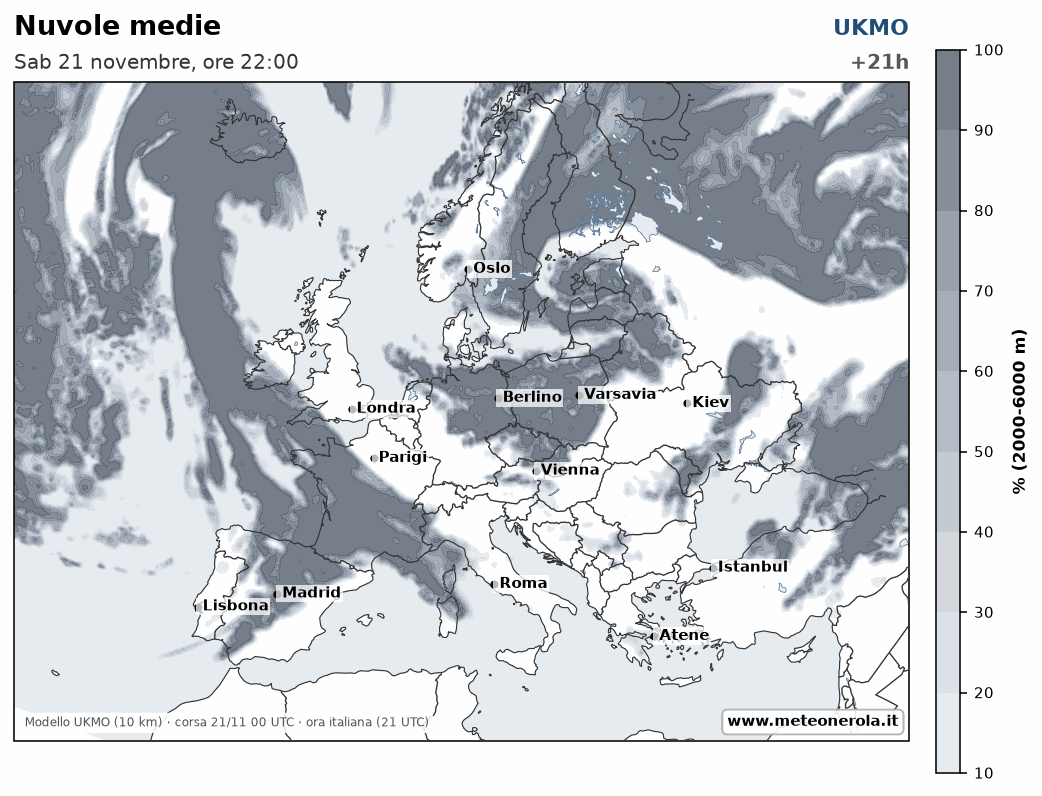 Nuvole medie
UKMO
Sab 21 novembre, ore 22:00
+21h
100
90
80
70
60
50
40
30
20
10
% (2000-6000 m)
Oslo
Berlino
Varsavia
Kiev
Londra
Parigi
Vienna
Istanbul
Roma
Madrid
Lisbona
Atene
Modello UKMO (10 km) · corsa 21/11 00 UTC · ora italiana (21 UTC)
www.meteonerola.it